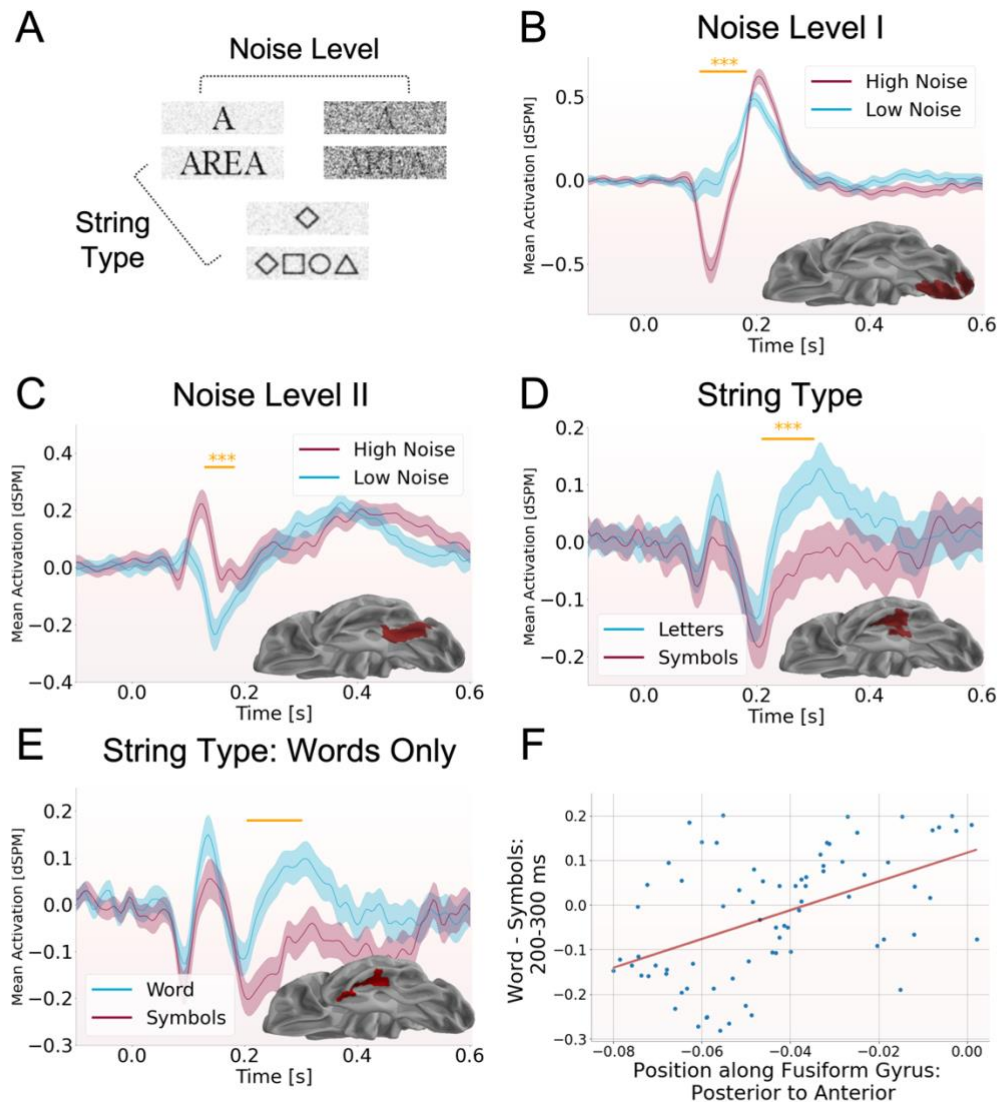 A
Noise Level
A
A
AREA
AREA
String
Type
B
Noise Level I
***
High Noise
Low Noise
Mean Activation [dSPM]
0.5
0.0
−0.5
0.0
0.2
0.4
0.6
Time [s]
C
Noise Level II
***
High Noise
Low Noise
Mean Activation [dSPM]
0.4
0.2
0.0
−0.2
−0.4
0.0
0.2
0.4
0.6
Time [s]
D
String Type
***
Mean Activation [dSPM]
0.2
0.1
0.0
−0.1
−0.2
Letters
Symbols
0.0
0.2
0.4
0.6
Time [s]
E
String Type: Words Only
Mean Activation [dSPM]
0.2
0.1
0.0
−0.1
−0.2
−0.3
Word
Symbols
0.0
0.2
0.4
0.6
Time [s]
F
Word - Symbols:
200-300 ms
0.2
0.1
0.0
−0.1
−0.2
−0.3
−0.08
−0.06
−0.04
−0.02
0.00
Position along Fusiform Gyrus:
Posterior to Anterior